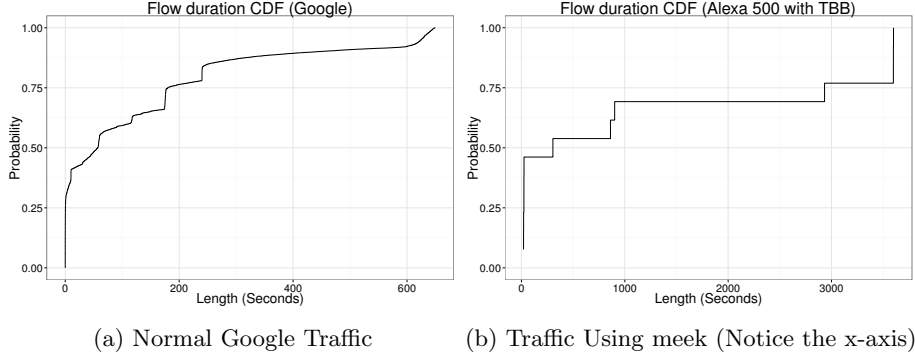 Flow duration CDF (Google)
1.00
0.75
0.50
0.25
0.00
Probability
0 200 400 600
Length (Seconds)
(a) Normal Google Traffic
Flow duration CDF (Alexa 500 with TBB)
1.00
0.75
0.50
0.25
0.00
Probability
0 1000 2000 3000
Length (Seconds)
(b) Traffic Using meek (Notice the x-axis)